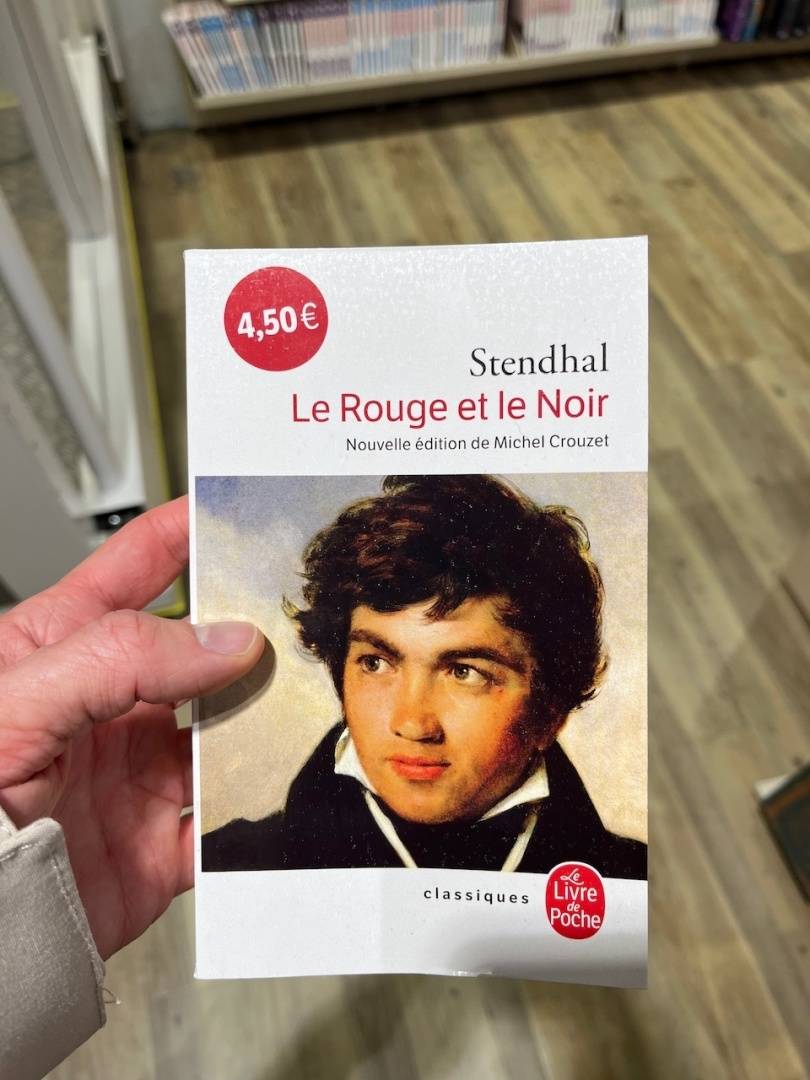 4,50€
Stendhal
Le Rouge et le Noir
Nouvelle édition de Michel Crouzet
classiques
Le
Livre
de
Poche